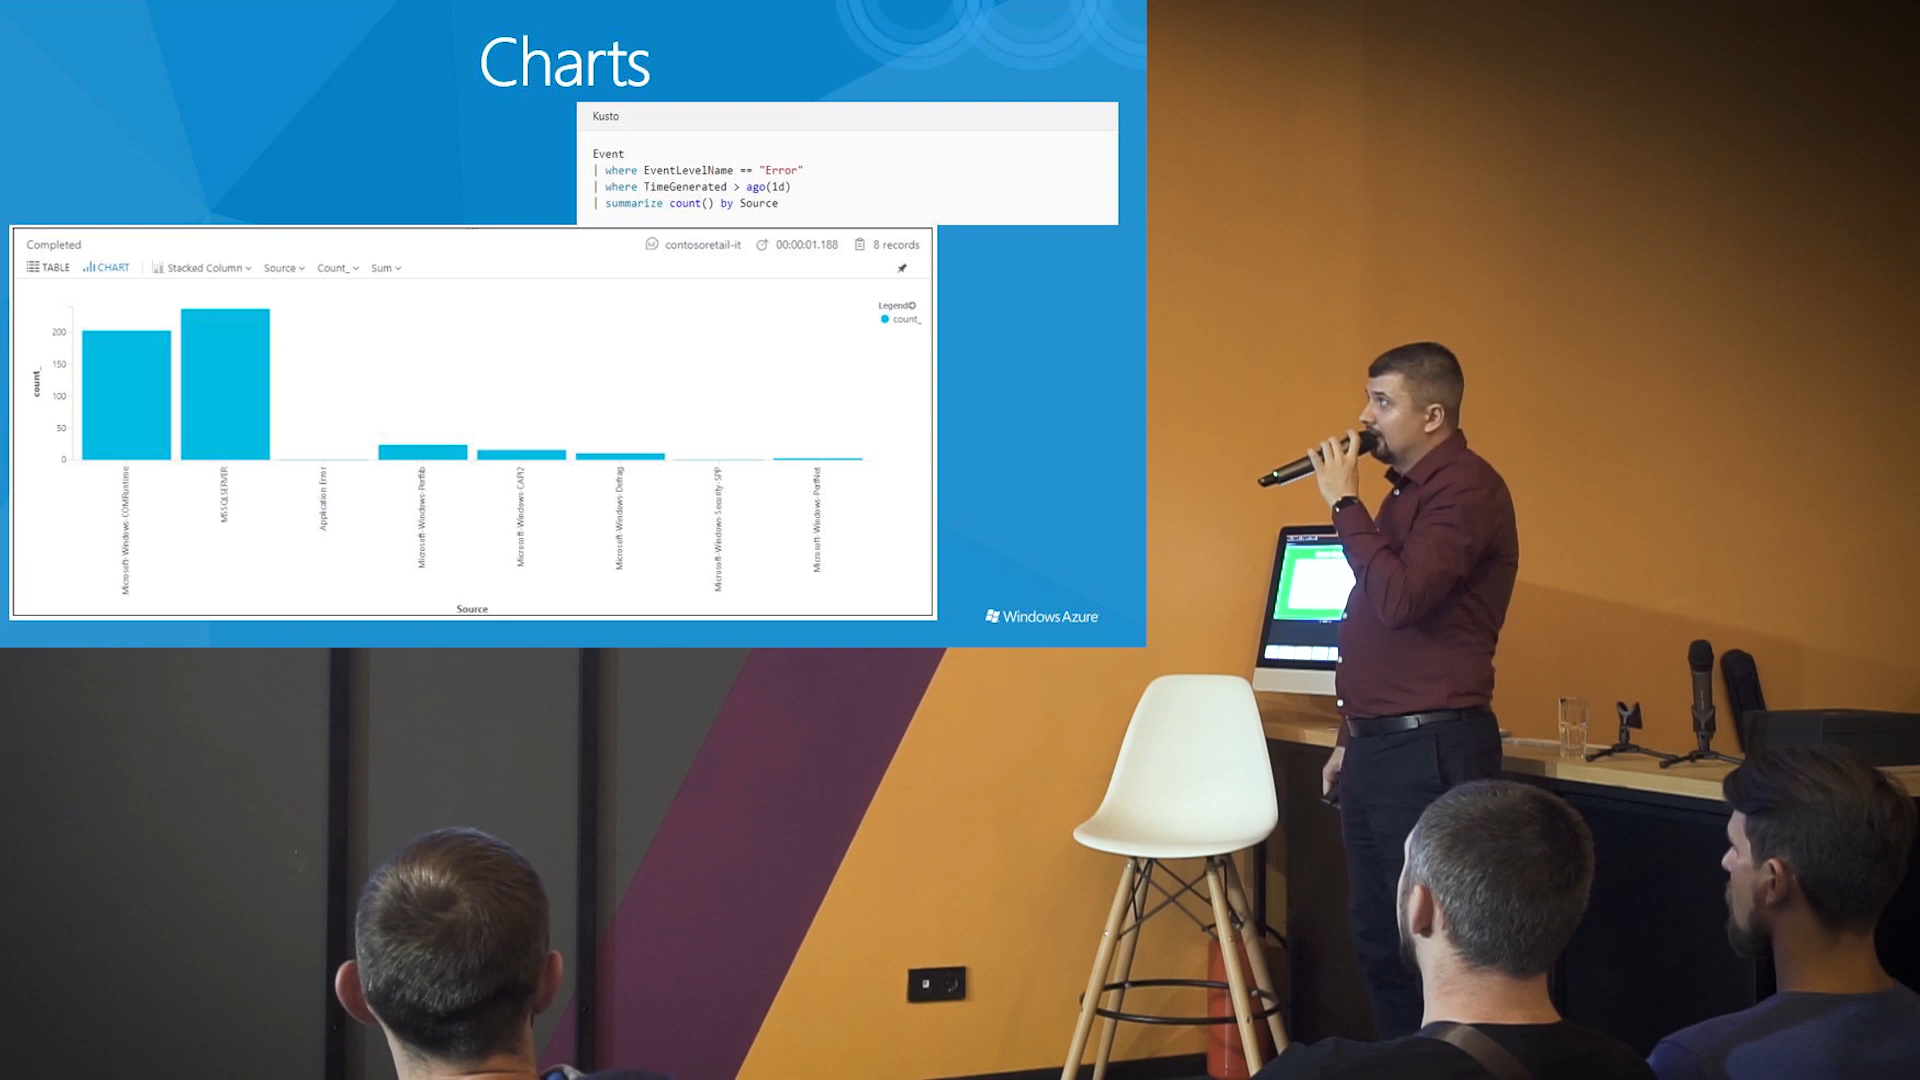 Charts
Kusto
Event
| where EventLevelName == "Error"
| where TimeGenerated > ago(1d)
| summarize count() by Source
Completed
contosoretail-it 00:00:01.188 8 records
TABLE CHART Stacked Column Source Count_ Sum
Legend
count_
200
150
100
50
0
count_
Microsoft-Windows-COMRuntime
MSSQLSERVER
Application Error
Microsoft-Windows-Perflib
Microsoft-Windows-CAPI2
Microsoft-Windows-Defrag
Microsoft-Windows-Security-SPP
Microsoft-Windows-PerfNet
Source
Windows Azure